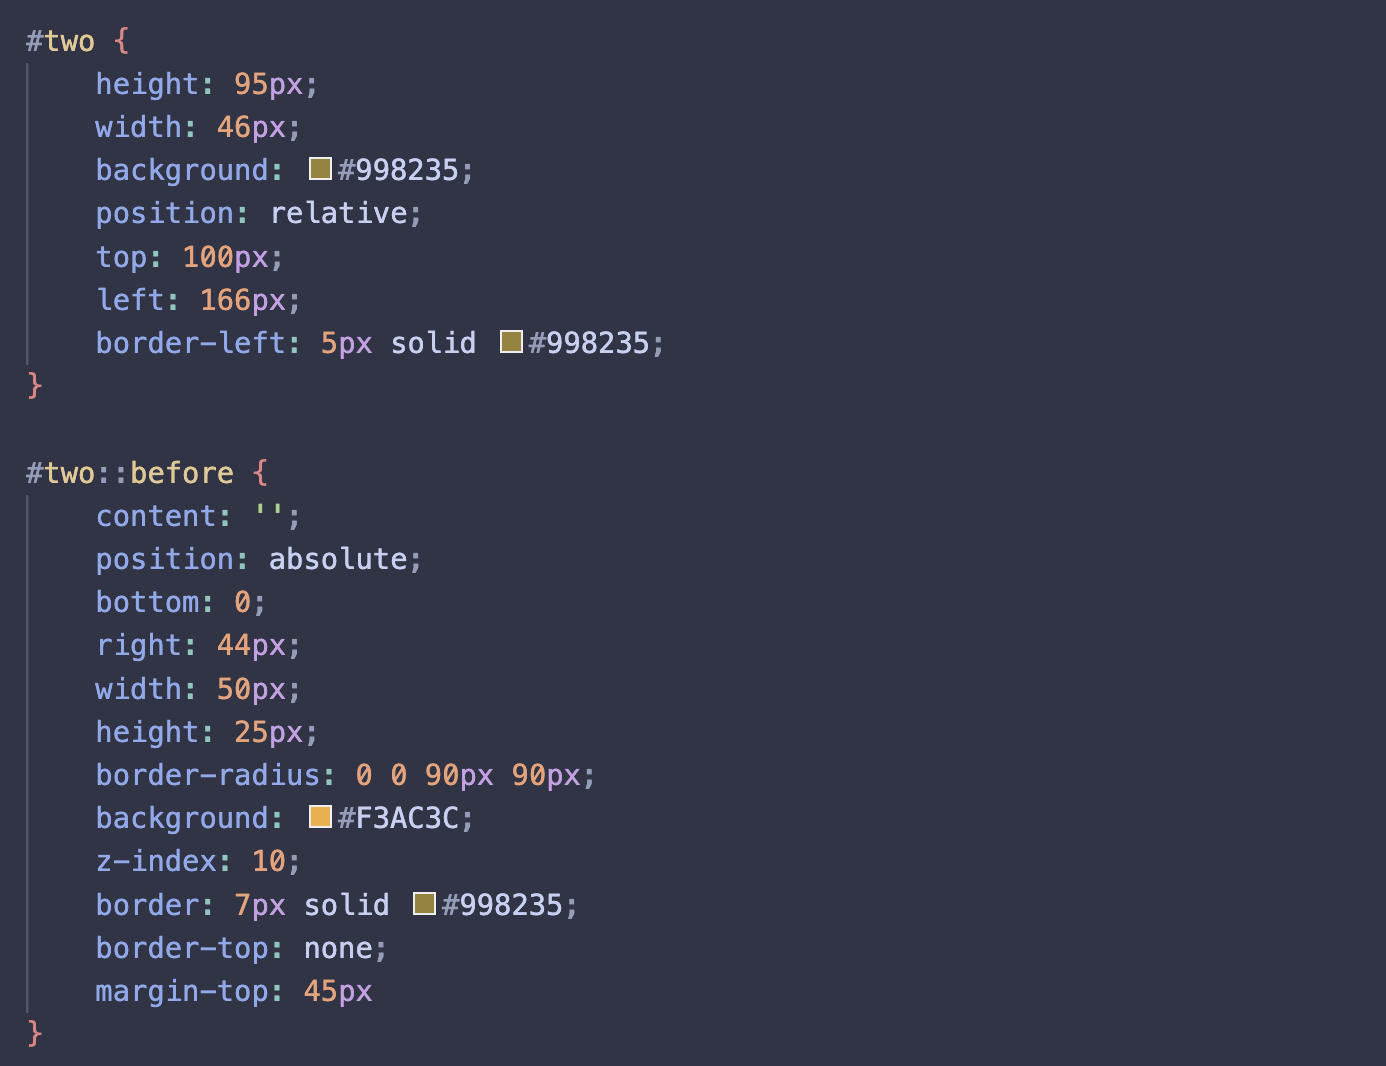 #two {
    height: 95px;
    width: 46px;
    background: #998235;
    position: relative;
    top: 100px;
    left: 166px;
    border-left: 5px solid #998235;
}

#two::before {
    content: '';
    position: absolute;
    bottom: 0;
    right: 44px;
    width: 50px;
    height: 25px;
    border-radius: 0 0 90px 90px;
    background: #F3AC3C;
    z-index: 10;
    border: 7px solid #998235;
    border-top: none;
    margin-top: 45px
}